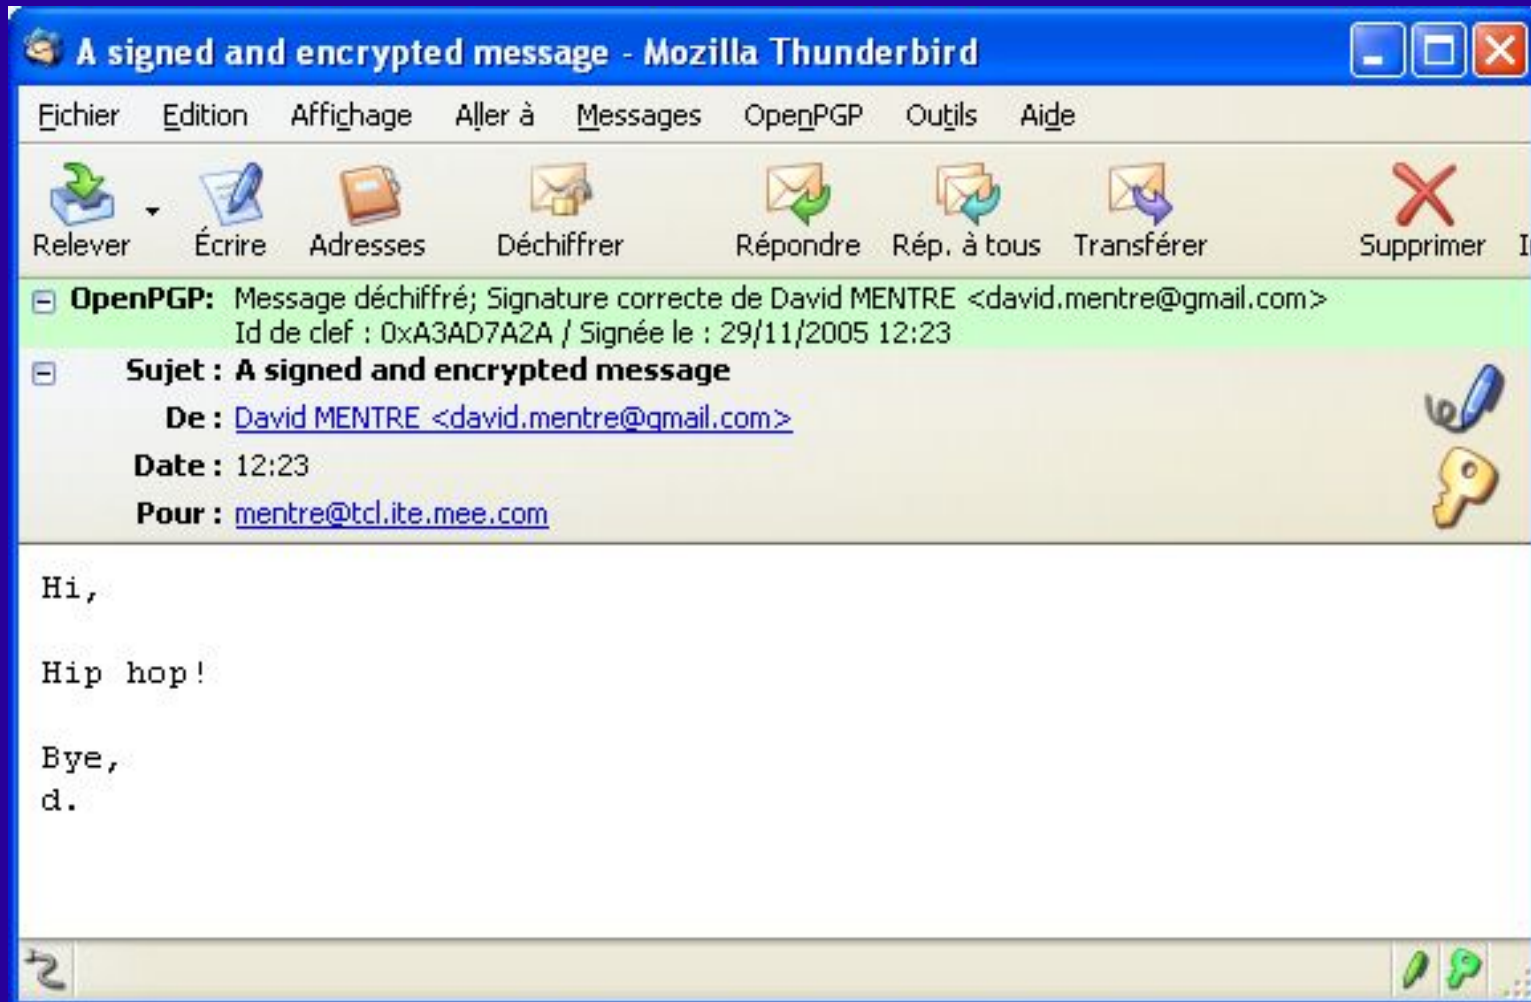 A signed and encrypted message - Mozilla Thunderbird
Fichier Edition Affichage Aller à Messages OpenPGP Outils Aide
Relever Écrire Adresses Déchiffrer Répondre Rép. à tous Transférer Supprimer
OpenPGP: Message déchiffré; Signature correcte de David MENTRE <david.mentre@gmail.com>
Id de clef : 0xA3AD7A2A / Signée le : 29/11/2005 12:23
Sujet : A signed and encrypted message
De : David MENTRE <david.mentre@gmail.com>
Date : 12:23
Pour : mentre@tcl.ite.mee.com
Hi,
Hip hop!
Bye,
d.